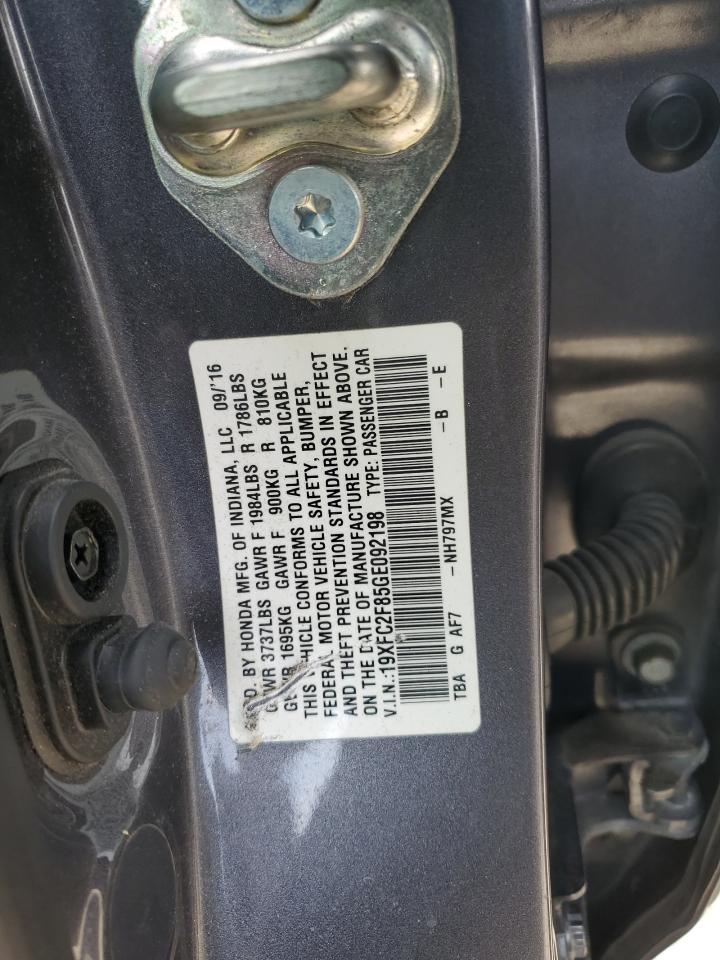 MFD. BY HONDA MFG. OF INDIANA, LLC 09/'16
GVWR 3737LBS GAWR F 1984LBS R 1786LBS
GVWR 1695KG GAWR F 900KG R 810KG
THIS VEHICLE CONFORMS TO ALL APPLICABLE
FEDERAL MOTOR VEHICLE SAFETY, BUMPER,
AND THEFT PREVENTION STANDARDS IN EFFECT
ON THE DATE OF MANUFACTURE SHOWN ABOVE.
V.I.N.:19XFC2F85GE092198 TYPE: PASSENGER CAR
TBA G AF7 -NH797MX -B -E